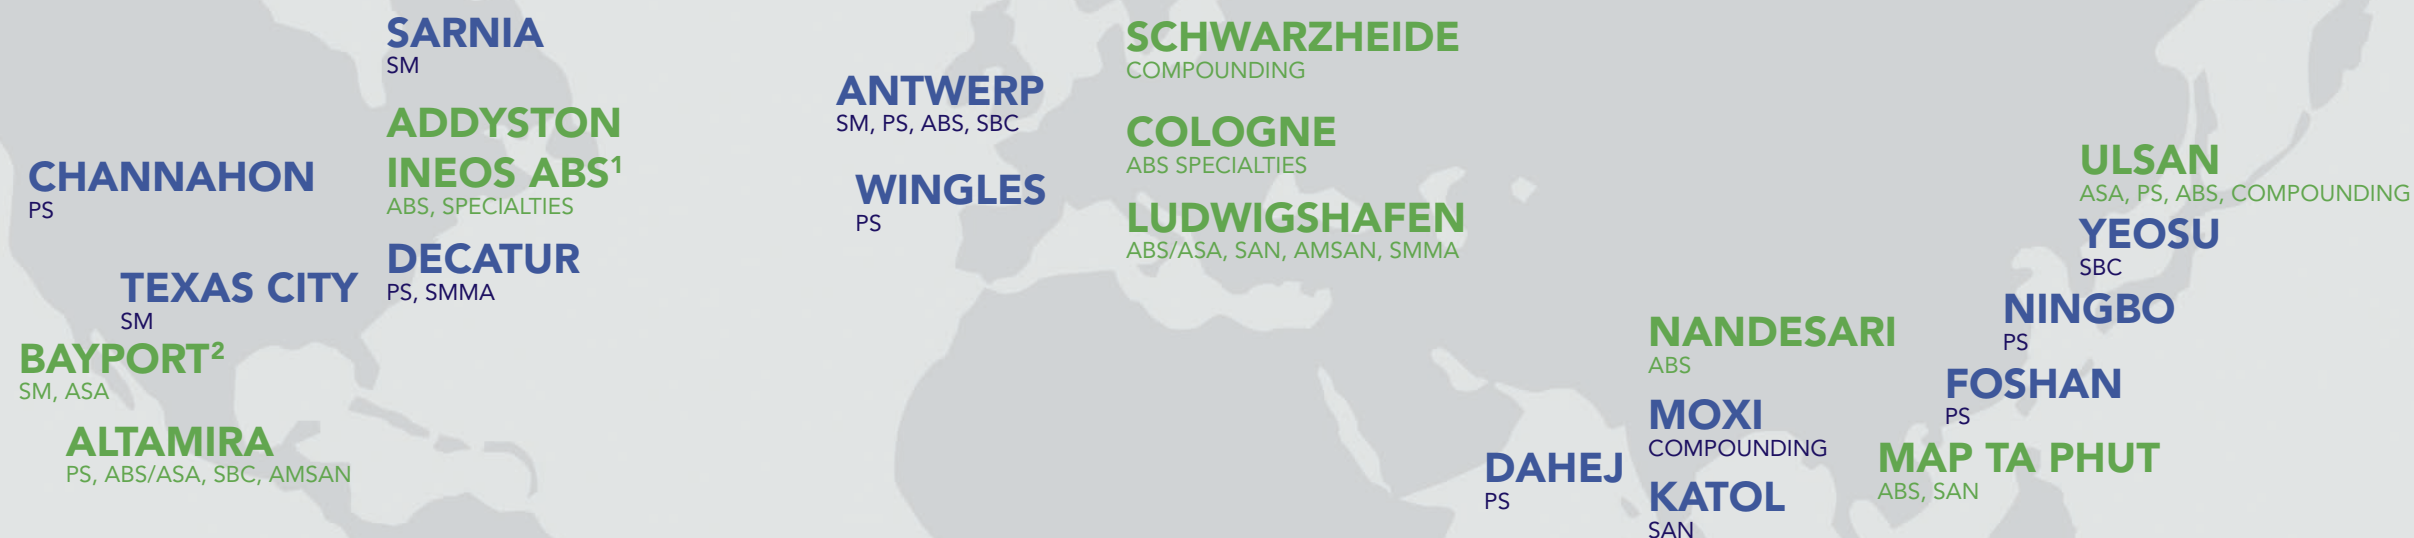 SARNIA
SM
ADDYSTON
INEOS ABS¹
ABS, SPECIALTIES
CHANNAHON
PS
DECATUR
PS, SMMA
TEXAS CITY
SM
BAYPORT²
SM, ASA
ALTAMIRA
PS, ABS/ASA, SBC, AMSAN
ANTWERP
SM, PS, ABS, SBC
WINGLES
PS
SCHWARZHEIDE
COMPOUNDING
COLOGNE
ABS SPECIALTIES
LUDWIGSHAFEN
ABS/ASA, SAN, AMSAN, SMMA
NANDESARI
ABS
MOXI
COMPOUNDING
DAHEJ
PS
KATOL
SAN
ULSAN
ASA, PS, ABS, COMPOUNDING
YEOSU
SBC
NINGBO
PS
FOSHAN
PS
MAP TA PHUT
ABS, SAN